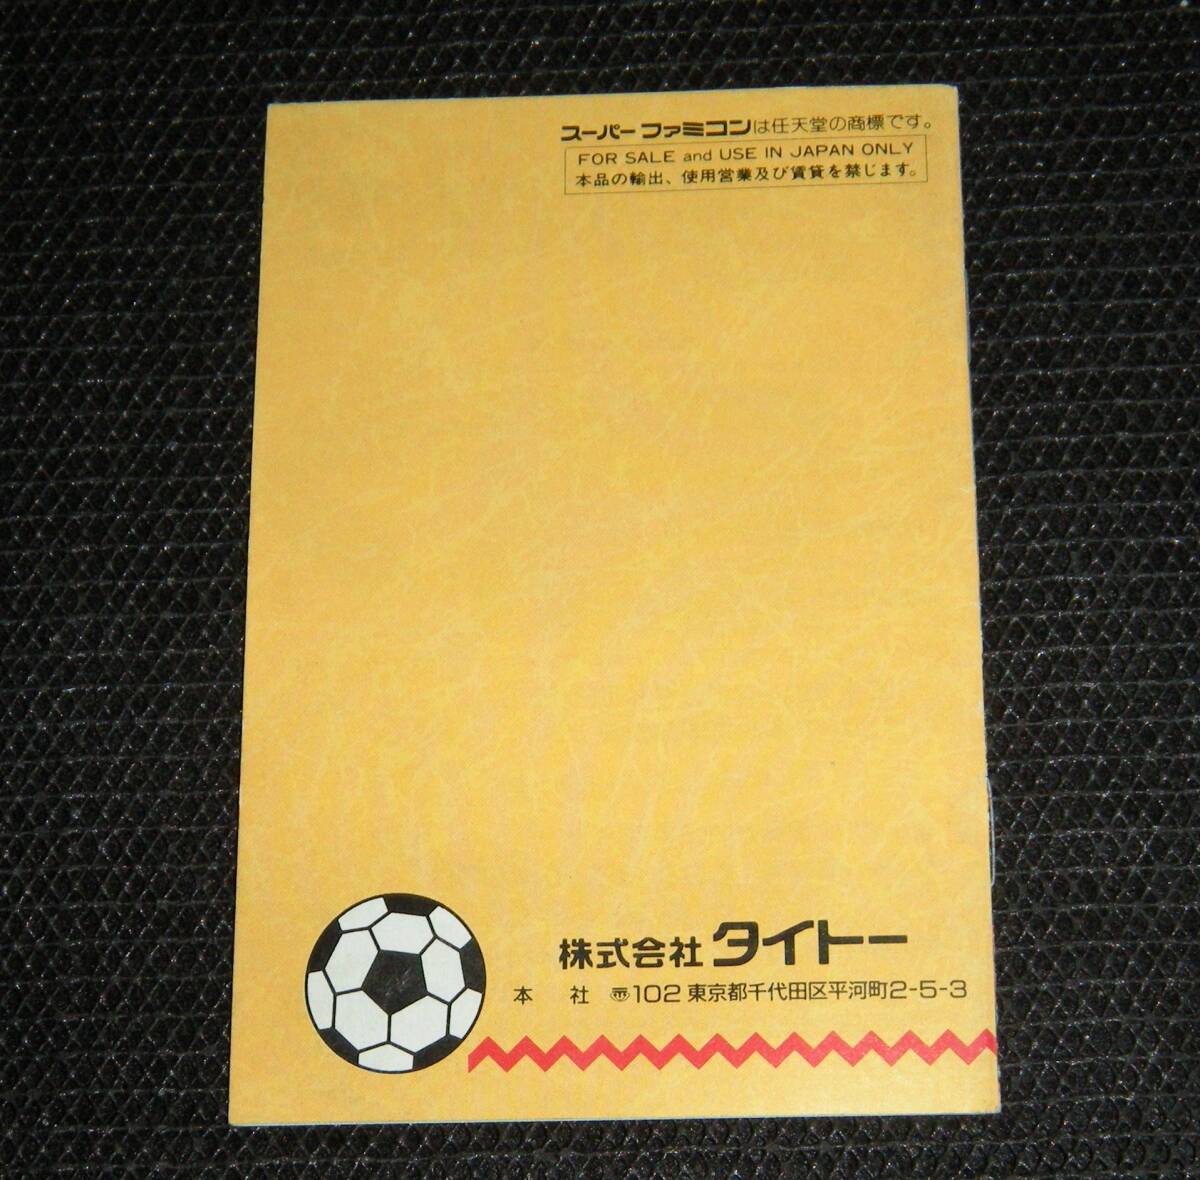 スーパーファミコンは任天堂の商標です。
FOR SALE and USE IN JAPAN ONLY
本品の輸出、使用営業及び賃貸を禁じます。
株式会社 タイトー
本 社 〠102 東京都千代田区平河町2-5-3